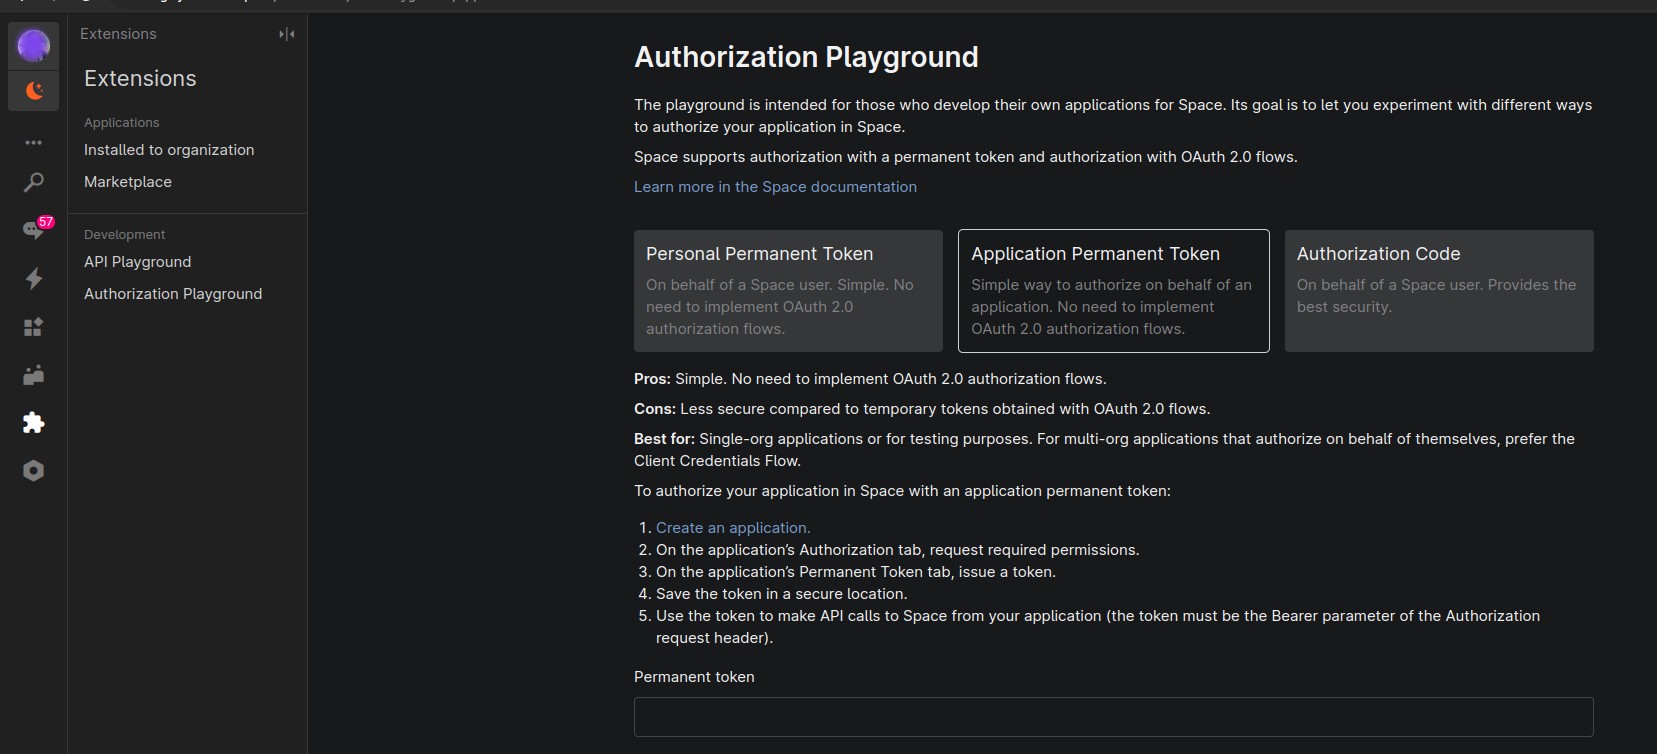 Extensions
Extensions
Applications
Installed to organization
Marketplace
57
Development
API Playground
Authorization Playground
Authorization Playground
The playground is intended for those who develop their own applications for Space. Its goal is to let you experiment with different ways
to authorize your application in Space.
Space supports authorization with a permanent token and authorization with OAuth 2.0 flows.
Learn more in the Space documentation
Personal Permanent Token
On behalf of a Space user. Simple. No
need to implement OAuth 2.0
authorization flows.
Application Permanent Token
Simple way to authorize on behalf of an
application. No need to implement
OAuth 2.0 authorization flows.
Authorization Code
On behalf of a Space user. Provides the
best security.
Pros: Simple. No need to implement OAuth 2.0 authorization flows.
Cons: Less secure compared to temporary tokens obtained with OAuth 2.0 flows.
Best for: Single-org applications or for testing purposes. For multi-org applications that authorize on behalf of themselves, prefer the
Client Credentials Flow.
To authorize your application in Space with an application permanent token:
1. Create an application.
2. On the application’s Authorization tab, request required permissions.
3. On the application’s Permanent Token tab, issue a token.
4. Save the token in a secure location.
5. Use the token to make API calls to Space from your application (the token must be the Bearer parameter of the Authorization
request header).
Permanent token